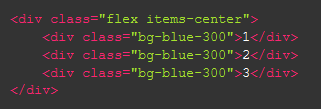 <div class="flex items-center">
    <div class="bg-blue-300">1</div>
    <div class="bg-blue-300">2</div>
    <div class="bg-blue-300">3</div>
</div>